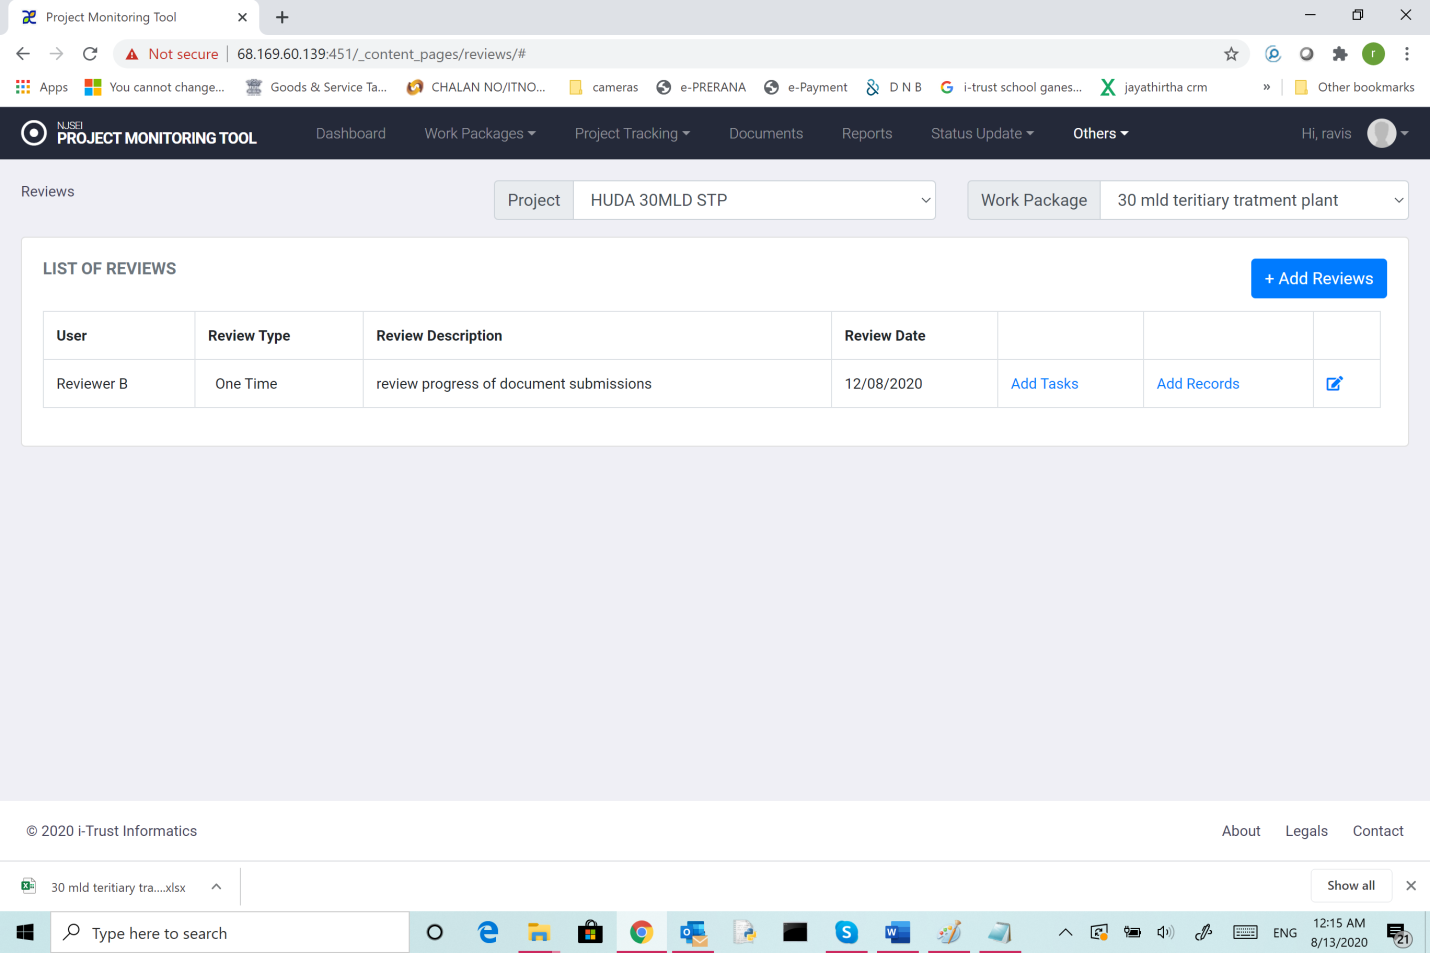 Project Monitoring Tool
Not secure 68.169.60.139:451/_content_pages/reviews/#
r
Apps You cannot change... Goods & Service Ta... CHALAN NO/ITNO... cameras e-PRERANA e-Payment D N B i-trust school ganes... jayathirtha crm » Other bookmarks
NJSEI
PROJECT MONITORING TOOL
Dashboard Work Packages Project Tracking Documents Reports Status Update Others Hi, ravis
Reviews
Project HUDA 30MLD STP Work Package 30 mld teritiary tratment plant
LIST OF REVIEWS
+ Add Reviews
User Review Type Review Description Review Date
Reviewer B One Time review progress of document submissions 12/08/2020 Add Tasks Add Records
© 2020 i-Trust Informatics About Legals Contact
30 mld teritiary tra....xlsx Show all
Type here to search
ENG
12:15 AM
8/13/2020
21